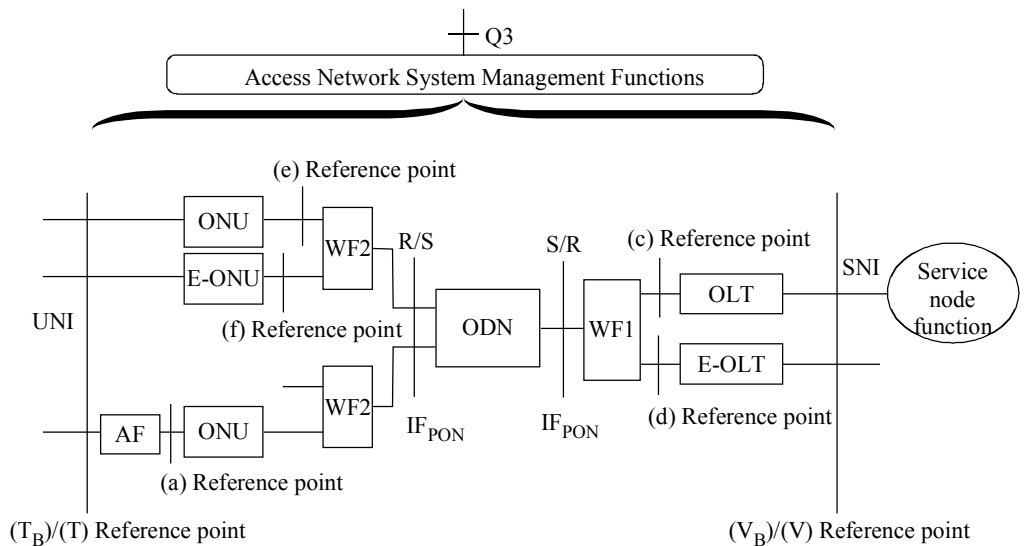 Q3
Access Network System Management Functions
(e) Reference point
ONU
WF2
R/S
S/R
(c) Reference point
SNI
Service
node
function
E-ONU
OLT
UNI
(f) Reference point
ODN
WF1
E-OLT
WF2
IFPON
IFPON
(d) Reference point
AF
ONU
(a) Reference point
(TB)/(T) Reference point
(VB)/(V) Reference point